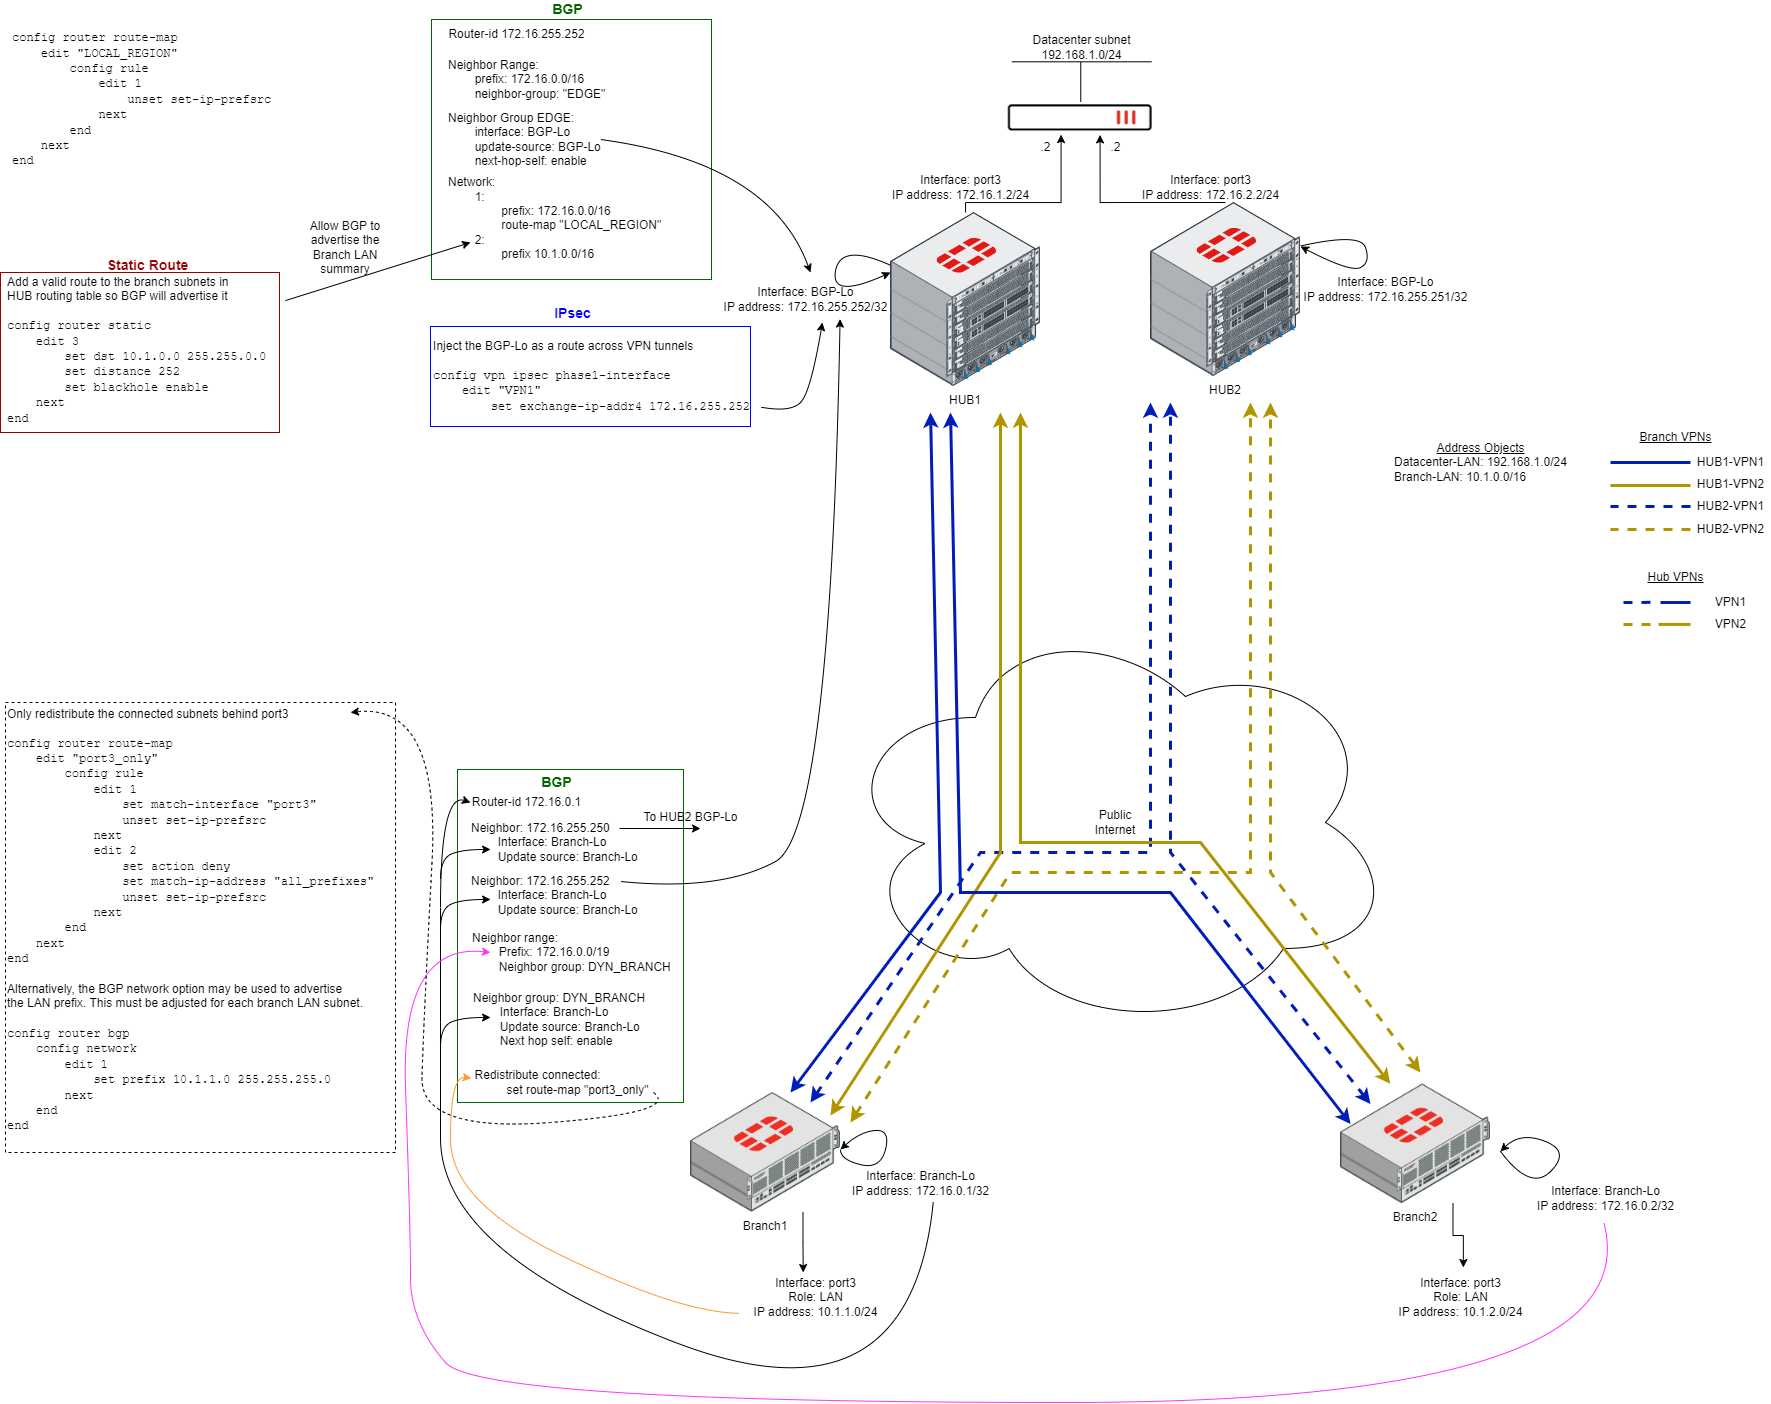 config router route-map
edit "LOCAL_REGION"
config rule
edit 1
unset set-ip-prefsrc
next
end
next
end
BGP
Router-id 172.16.255.252
Neighbor Range:
prefix: 172.16.0.0/16
neighbor-group: "EDGE"
Neighbor Group EDGE:
interface: BGP-Lo
update-source: BGP-Lo
next-hop-self: enable
Network:
1:
prefix: 172.16.0.0/16
route-map "LOCAL_REGION"
2:
prefix 10.1.0.0/16
Allow BGP to
advertise the
Branch LAN
summary
Static Route
Add a valid route to the branch subnets in
HUB routing table so BGP will advertise it
config router static
edit 3
set dst 10.1.0.0 255.255.0.0
set distance 252
set blackhole enable
next
end
IPsec
Inject the BGP-Lo as a route across VPN tunnels
config vpn ipsec phase1-interface
edit "VPN1"
set exchange-ip-addr4 172.16.255.252
Datacenter subnet
192.168.1.0/24
.2
.2
Interface: port3
IP address: 172.16.1.2/24
Interface: port3
IP address: 172.16.2.2/24
Interface: BGP-Lo
IP address: 172.16.255.252/32
Interface: BGP-Lo
IP address: 172.16.255.251/32
HUB1
HUB2
Address Objects
Datacenter-LAN: 192.168.1.0/24
Branch-LAN: 10.1.0.0/16
Branch VPNs
HUB1-VPN1
HUB1-VPN2
HUB2-VPN1
HUB2-VPN2
Hub VPNs
VPN1
VPN2
Public
Internet
Only redistribute the connected subnets behind port3
config router route-map
edit "port3_only"
config rule
edit 1
set match-interface "port3"
unset set-ip-prefsrc
next
edit 2
set action deny
set match-ip-address "all_prefixes"
unset set-ip-prefsrc
next
end
next
end
Alternatively, the BGP network option may be used to advertise
the LAN prefix. This must be adjusted for each branch LAN subnet.
config router bgp
config network
edit 1
set prefix 10.1.1.0 255.255.255.0
next
end
end
BGP
Router-id 172.16.0.1
Neighbor: 172.16.255.250
Interface: Branch-Lo
Update source: Branch-Lo
To HUB2 BGP-Lo
Neighbor: 172.16.255.252
Interface: Branch-Lo
Update source: Branch-Lo
Neighbor range:
Prefix: 172.16.0.0/19
Neighbor group: DYN_BRANCH
Neighbor group: DYN_BRANCH
Interface: Branch-Lo
Update source: Branch-Lo
Next hop self: enable
Redistribute connected:
set route-map "port3_only"
Interface: Branch-Lo
IP address: 172.16.0.1/32
Branch1
Interface: port3
Role: LAN
IP address: 10.1.1.0/24
Interface: Branch-Lo
IP address: 172.16.0.2/32
Branch2
Interface: port3
Role: LAN
IP address: 10.1.2.0/24